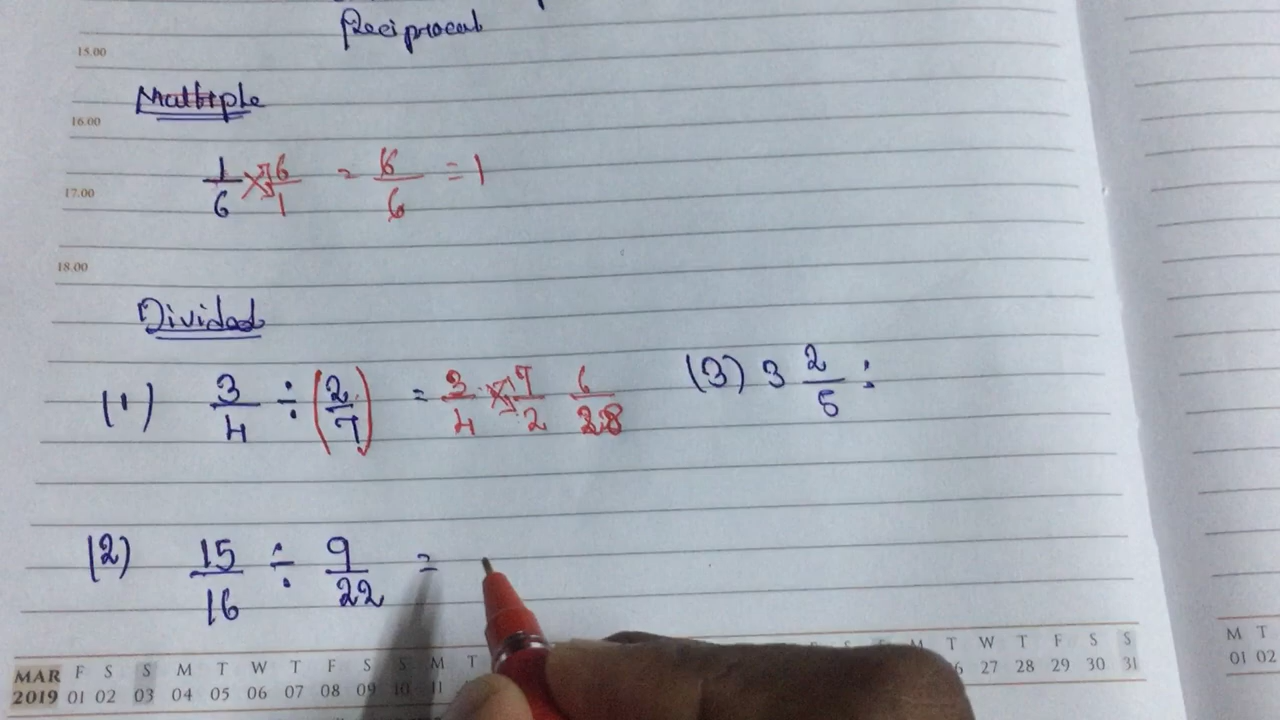 Reciprocal
15.00
Multiple
16.00
1/6 × 6/1 = 6/6 = 1
17.00
18.00
Divided
(1) 3/4 ÷ (2/7) = 3/4 × 7/2 6/28
(3) 3 2/5 :
(2) 15/16 ÷ 9/22 =
MAR F S S M T W T F S S M T T W T F S S
2019 01 02 03 04 05 06 07 08 09 10 11 27 28 29 30 31
M T
01 02